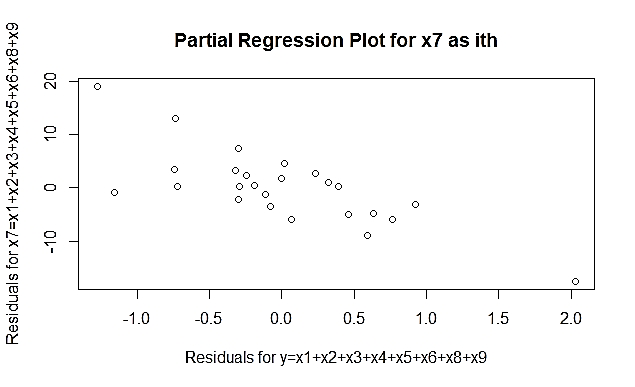 Partial Regression Plot for x7 as ith
Residuals for x7=x1+x2+x3+x4+x5+x6+x8+x9
20
10
0
-10
-1.0 -0.5 0.0 0.5 1.0 1.5 2.0
Residuals for y=x1+x2+x3+x4+x5+x6+x8+x9